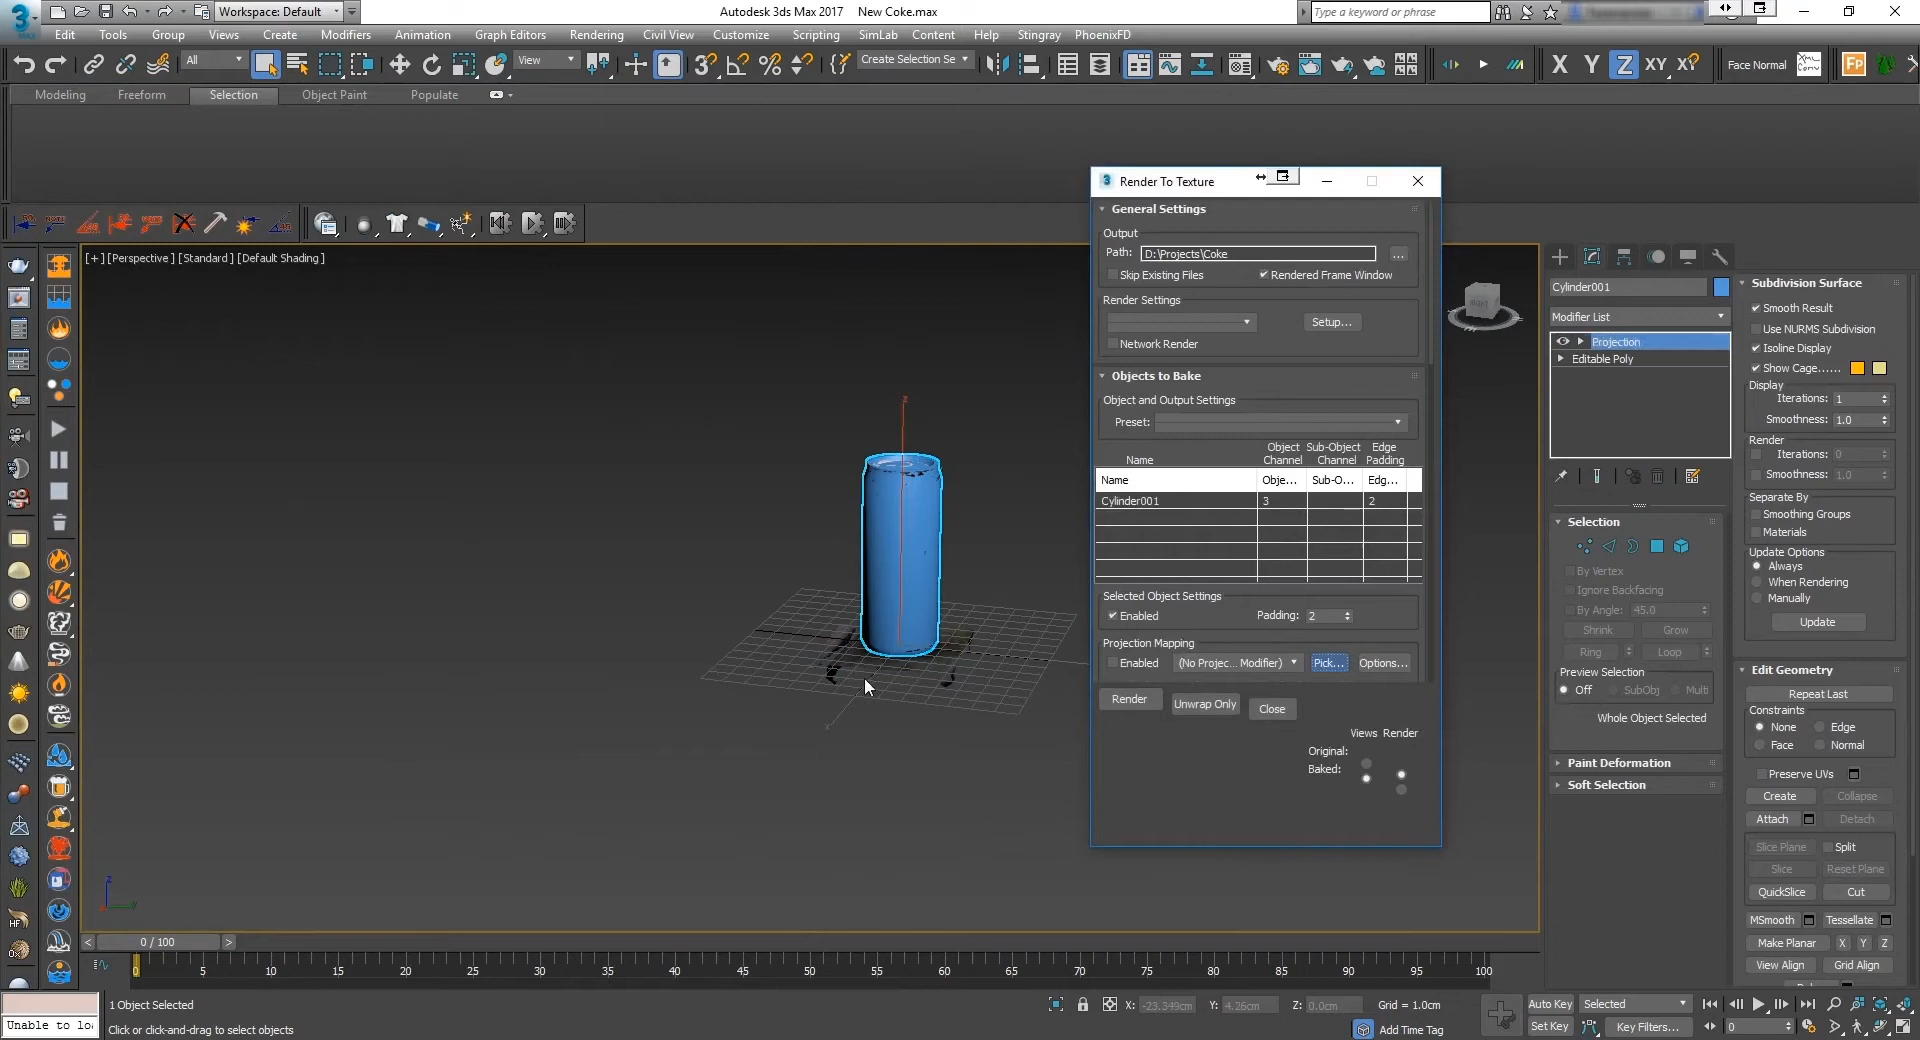 Workspace: Default
Autodesk 3ds Max 2017 New Coke.max
Type a keyword or phrase
3
MAX
Edit Tools Group Views Create Modifiers Animation Graph Editors Rendering Civil View Customize Scripting SimLab Content Help Stingray PhoenixFD
All
View
Create Selection Se
X Y Z XY
Face Normal
FP
Modeling Freeform Selection Object Paint Populate
[+] [Perspective ] [Standard ] [Default Shading ]
3 Render To Texture
General Settings
Output
Path: D:\Projects\Coke ...
Skip Existing Files Rendered Frame Window
Render Settings
Setup...
Network Render
Objects to Bake
Object and Output Settings
Preset:
Object Sub-Object Edge
Name Channel Channel Padding
Name Obje... Sub-O... Edg...
Cylinder001 3 2
Selected Object Settings
Enabled Padding: 2
Projection Mapping
Enabled (No Projec... Modifier) Pick... Options...
Render Unwrap Only Close
Views Render
Original:
Baked:
Cylinder001
Modifier List
Projection
Editable Poly
Selection
By Vertex
Ignore Backfacing
By Angle: 45.0
Shrink Grow
Ring Loop
Preview Selection
Off SubObj Multi
Whole Object Selected
Paint Deformation
Soft Selection
Subdivision Surface
Smooth Result
Use NURMS Subdivision
Isoline Display
Show Cage......
Display
Iterations: 1
Smoothness: 1.0
Render
Iterations: 0
Smoothness: 1.0
Separate By
Smoothing Groups
Materials
Update Options
Always
When Rendering
Manually
Update
Edit Geometry
Repeat Last
Constraints
None Edge
Face Normal
Preserve UVs
Create Collapse
Attach Detach
Slice Plane Split
Slice Reset Plane
QuickSlice Cut
MSmooth Tessellate
Make Planar X Y Z
View Align Grid Align
HF
z
0 / 100
0 5 10 15 20 25 30 35 40 45 50 55 60 65 70 75 80 85 90 95 100
1 Object Selected
X: -23.349cm Y: 4.26cm Z: 0.0cm Grid = 1.0cm
Auto Key Selected
Unable to loa
Click or click-and-drag to select objects
Add Time Tag
Set Key Key Filters...
0